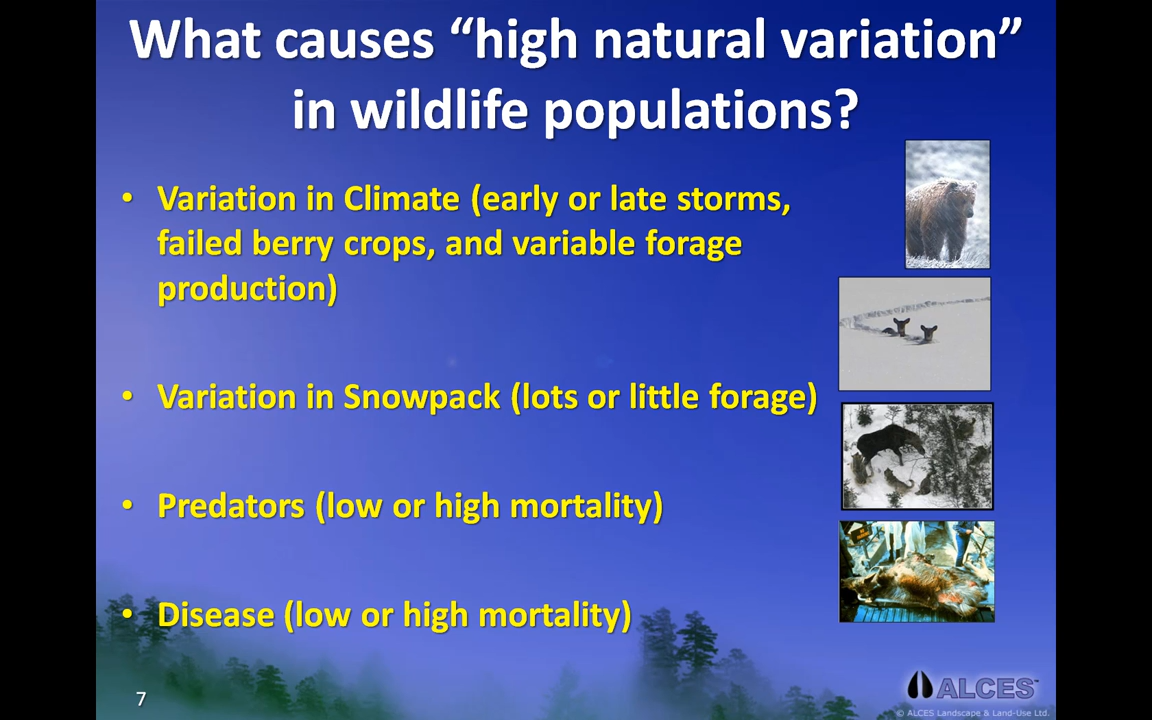 What causes “high natural variation”
in wildlife populations?
• Variation in Climate (early or late storms,
failed berry crops, and variable forage
production)
• Variation in Snowpack (lots or little forage)
• Predators (low or high mortality)
• Disease (low or high mortality)
7
ALCES™
© ALCES Landscape & Land-Use Ltd.